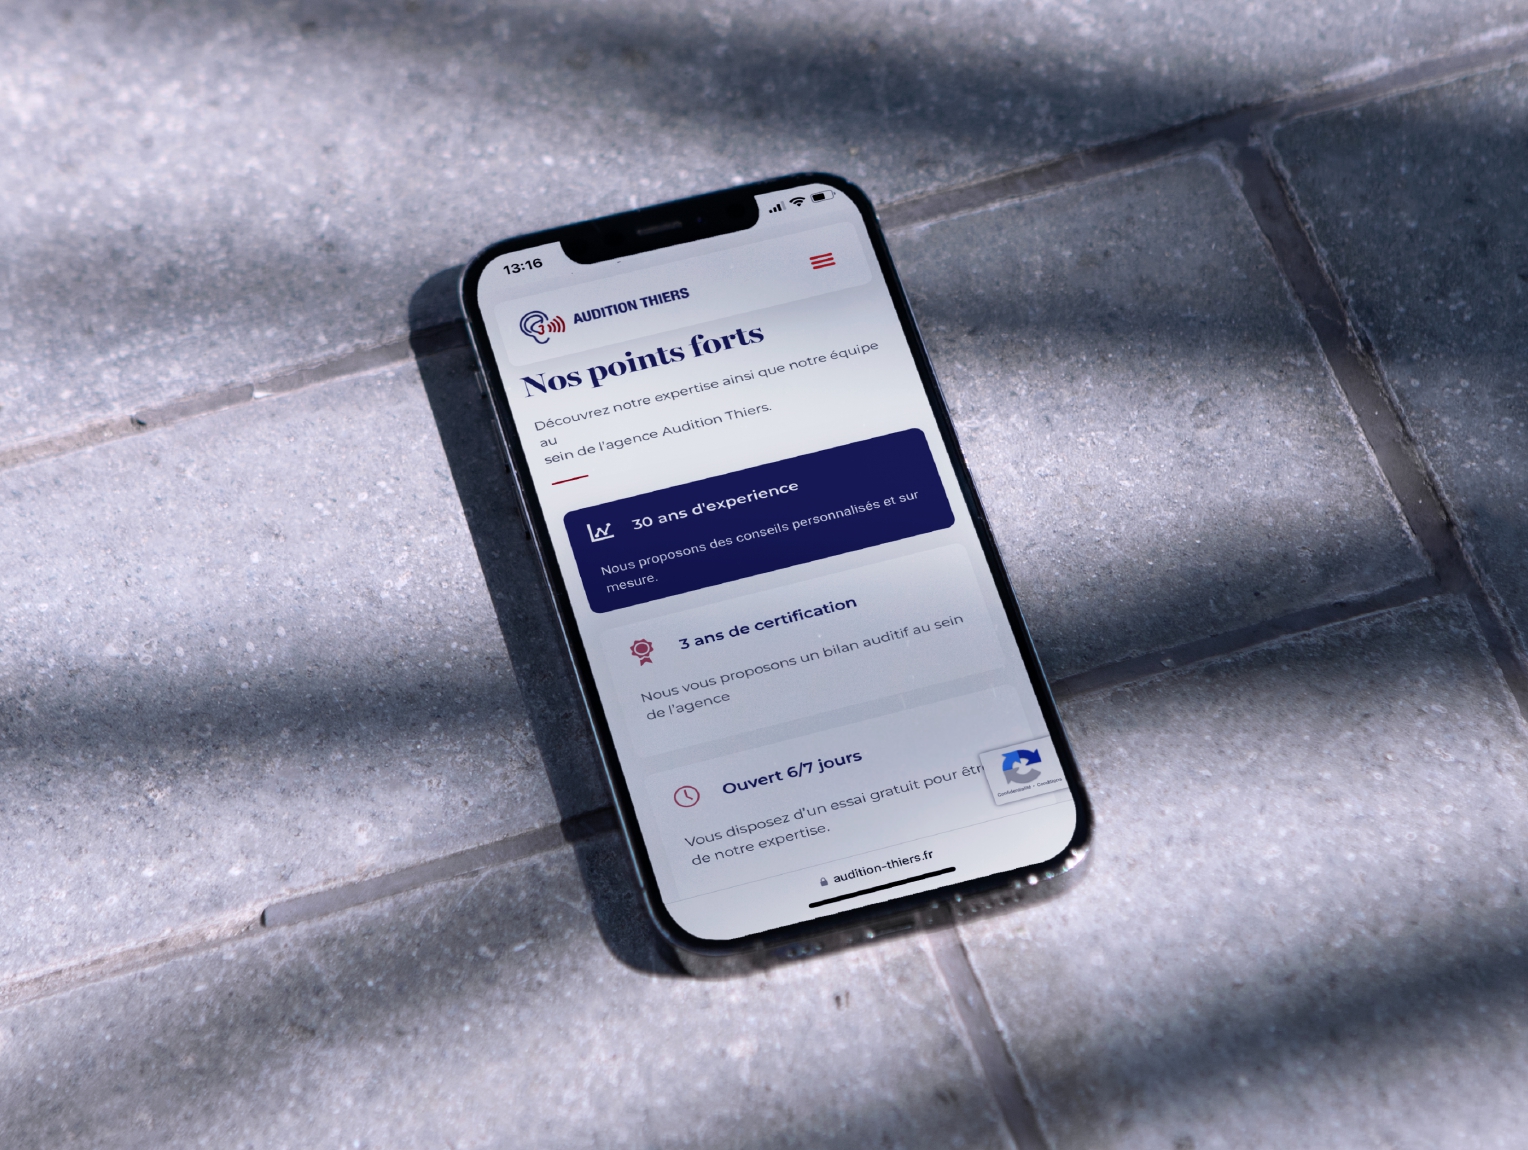 13:16
AUDITION THIERS
Nos points forts
Découvrez notre expertise ainsi que notre équipe
au
sein de l'agence Audition Thiers.
30 ans d'experience
Nous proposons des conseils personnalisés et sur
mesure.
3 ans de certification
Nous vous proposons un bilan auditif au sein
de l'agence
Ouvert 6/7 jours
Vous disposez d'un essai gratuit pour êtr
de notre expertise.
Confidentialité - Conditions
audition-thiers.fr